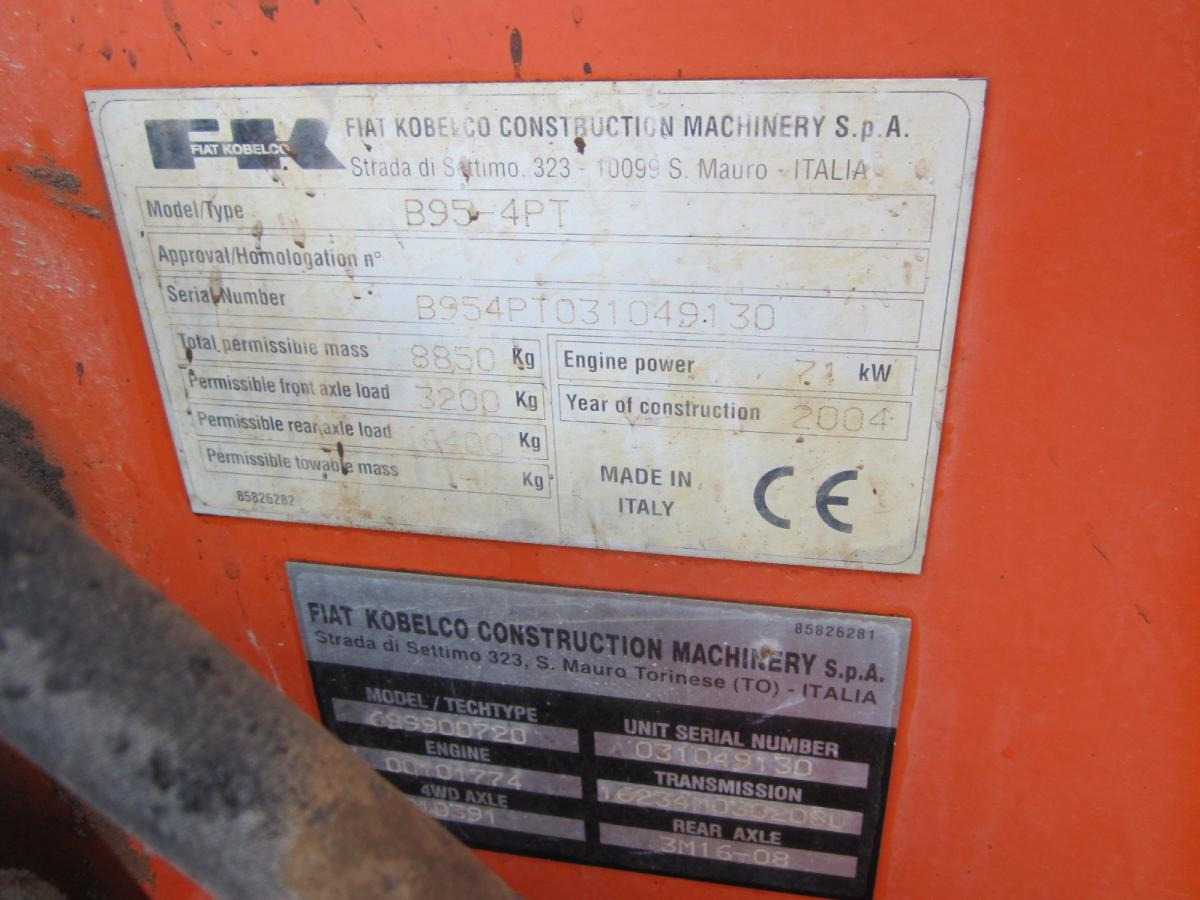 FK
FIAT KOBELCO
FIAT KOBELCO CONSTRUCTION MACHINERY S.p.A.
Strada di Settimo, 323 - 10099 S. Mauro - ITALIA
Model/Type B95-4PT
Approval/Homologation n°
Serial Number B954PT031049130
Total permissible mass 8850 Kg
Permissible front axle load 3200 Kg
Permissible rear axle load Kg
Permissible towable mass Kg
85826282
Engine power 71 kW
Year of construction 2004
MADE IN
ITALY
CE
85826281
FIAT KOBELCO CONSTRUCTION MACHINERY S.p.A.
Strada di Settimo 323, S. Mauro Torinese (TO) - ITALIA
MODEL / TECHTYPE
699900720
ENGINE
00101774
4WD AXLE
UNIT SERIAL NUMBER
031049130
TRANSMISSION
REAR AXLE
3M16-08